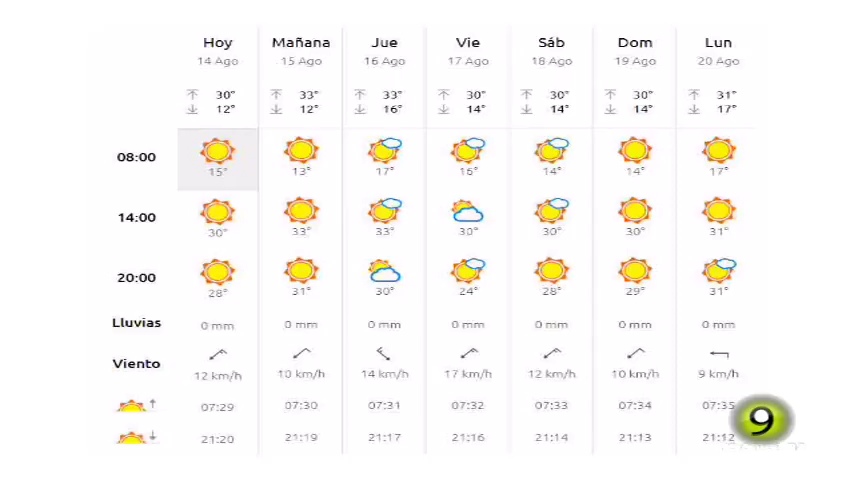 Hoy Mañana Jue Vie Sáb Dom Lun
14 Ago 15 Ago 16 Ago 17 Ago 18 Ago 19 Ago 20 Ago
30° 33° 33° 30° 30° 30° 31°
12° 12° 16° 14° 14° 14° 17°
08:00
15° 13° 17° 16° 14° 14° 17°
14:00
30° 33° 33° 30° 30° 30° 31°
20:00
28° 31° 30° 24° 28° 29° 31°
Lluvias 0 mm 0 mm 0 mm 0 mm 0 mm 0 mm 0 mm
Viento
12 km/h 10 km/h 14 km/h 17 km/h 12 km/h 10 km/h 9 km/h
07:29 07:30 07:31 07:32 07:33 07:34 07:35
21:20 21:19 21:17 21:16 21:14 21:13 21:12
9